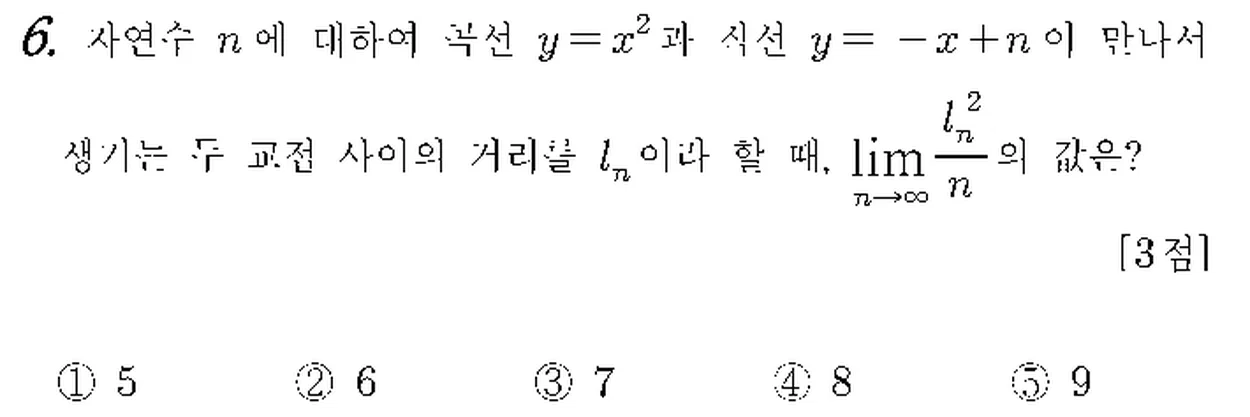 6. 자연수 n에 대하여 곡선 y=x²과 직선 y= -x+n이 만나서
생기는 두 교점 사이의 거리를 lₙ이라 할 때, lim_{n→∞} lₙ²/n 의 값은?
[3점]
① 5 ② 6 ③ 7 ④ 8 ⑤ 9